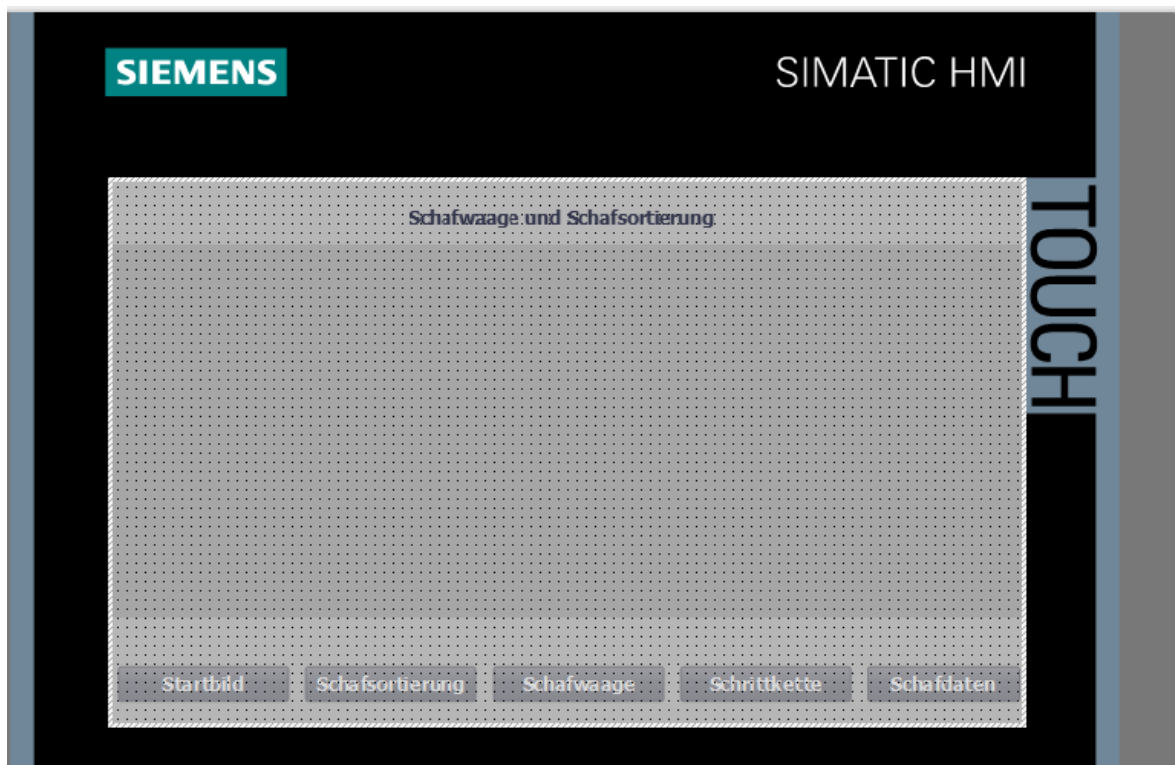 SIEMENS
SIMATIC HMI
TOUCH
Schafwaage und Schafsortierung
Startbild
Schafsortierung
Schafwaage
Schrittkette
Schafdaten